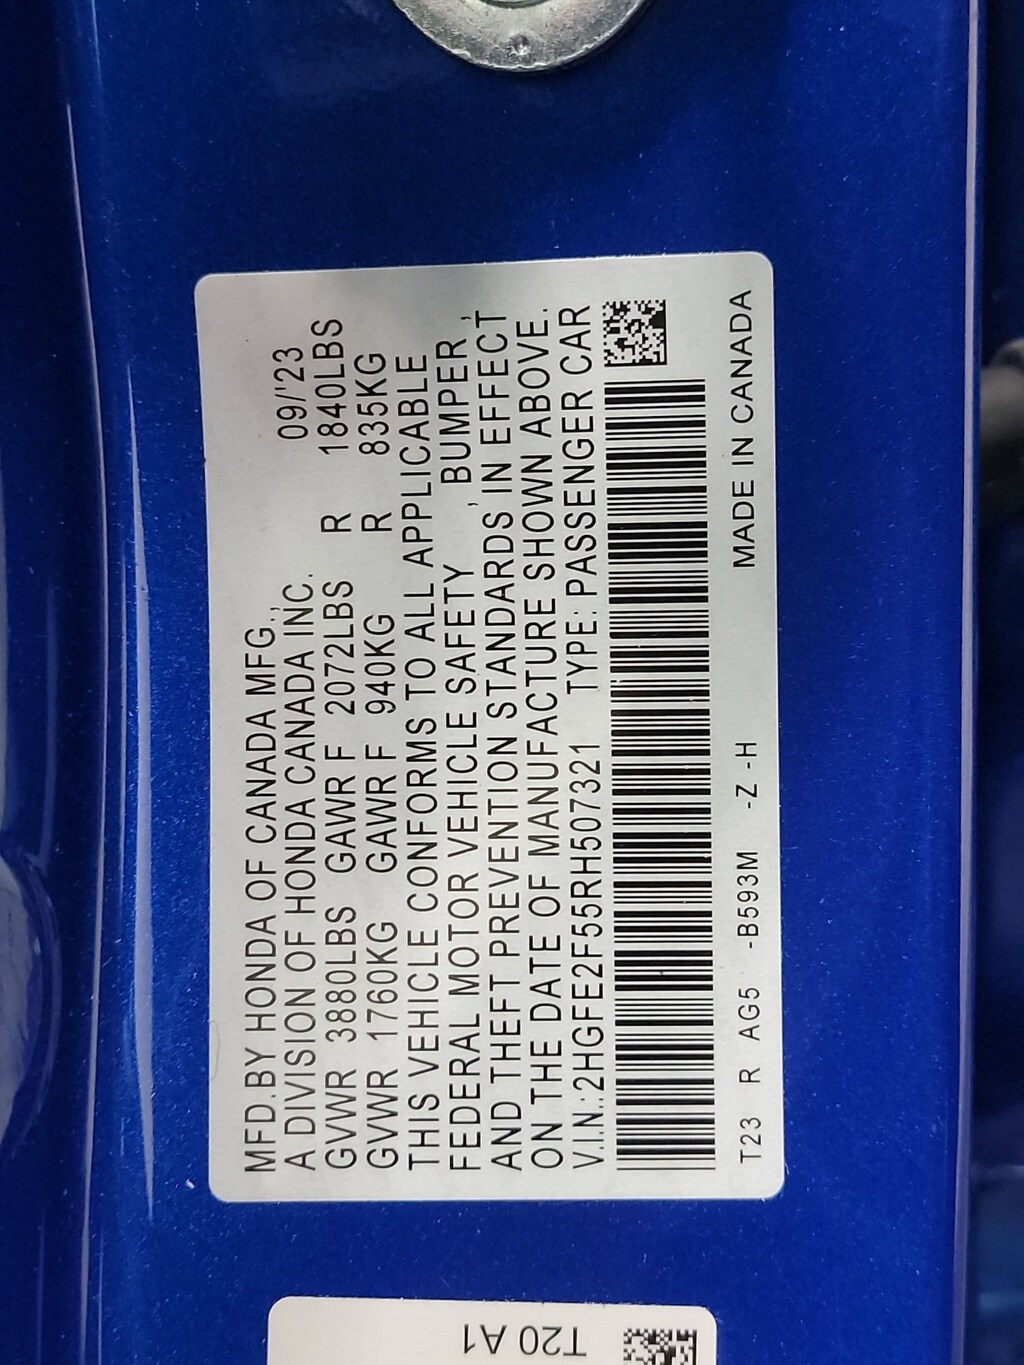 MFD.BY HONDA OF CANADA MFG.,
A DIVISION OF HONDA CANADA INC. 09/'23
GVWR 3880LBS GAWR F 2072LBS R 1840LBS
GVWR 1760KG GAWR F 940KG R 835KG
THIS VEHICLE CONFORMS TO ALL APPLICABLE
FEDERAL MOTOR VEHICLE SAFETY , BUMPER ,
AND THEFT PREVENTION STANDARDS IN EFFECT
ON THE DATE OF MANUFACTURE SHOWN ABOVE.
V.I.N.:2HGFE2F55RH507321 TYPE: PASSENGER CAR
T23 R AG5 -B593M -Z -H MADE IN CANADA
T20 A1